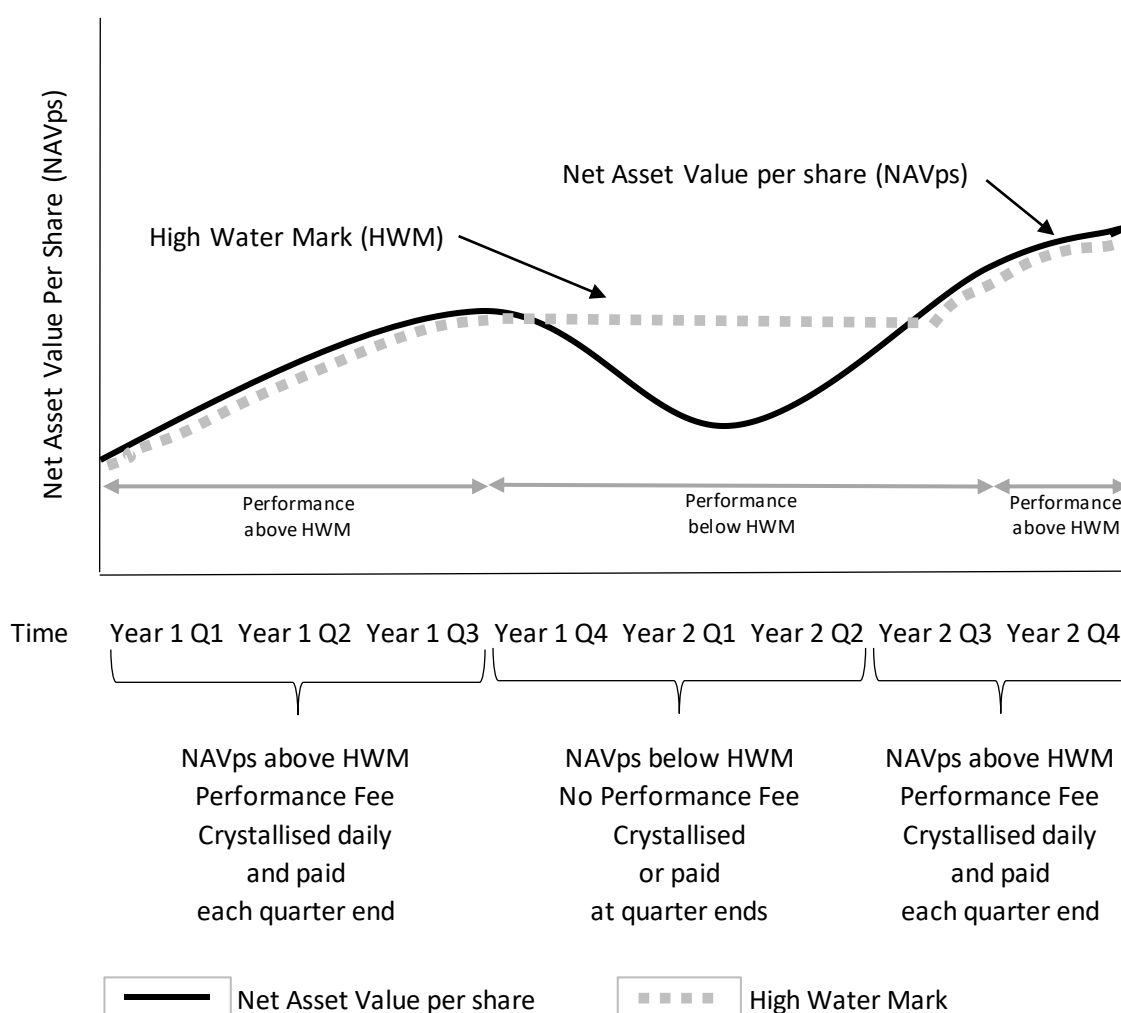 Net Asset Value Per Share (NAVps)
Net Asset Value per share (NAVps)
High Water Mark (HWM)
Performance
above HWM
Performance
below HWM
Performance
above HWM
Time
Year 1 Q1
Year 1 Q2
Year 1 Q3
Year 1 Q4
Year 2 Q1
Year 2 Q2
Year 2 Q3
Year 2 Q4
NAVps above HWM
Performance Fee
Crystallised daily
and paid
each quarter end
NAVps below HWM
No Performance Fee
Crystallised
or paid
at quarter ends
NAVps above HWM
Performance Fee
Crystallised daily
and paid
each quarter end
Net Asset Value per share
High Water Mark